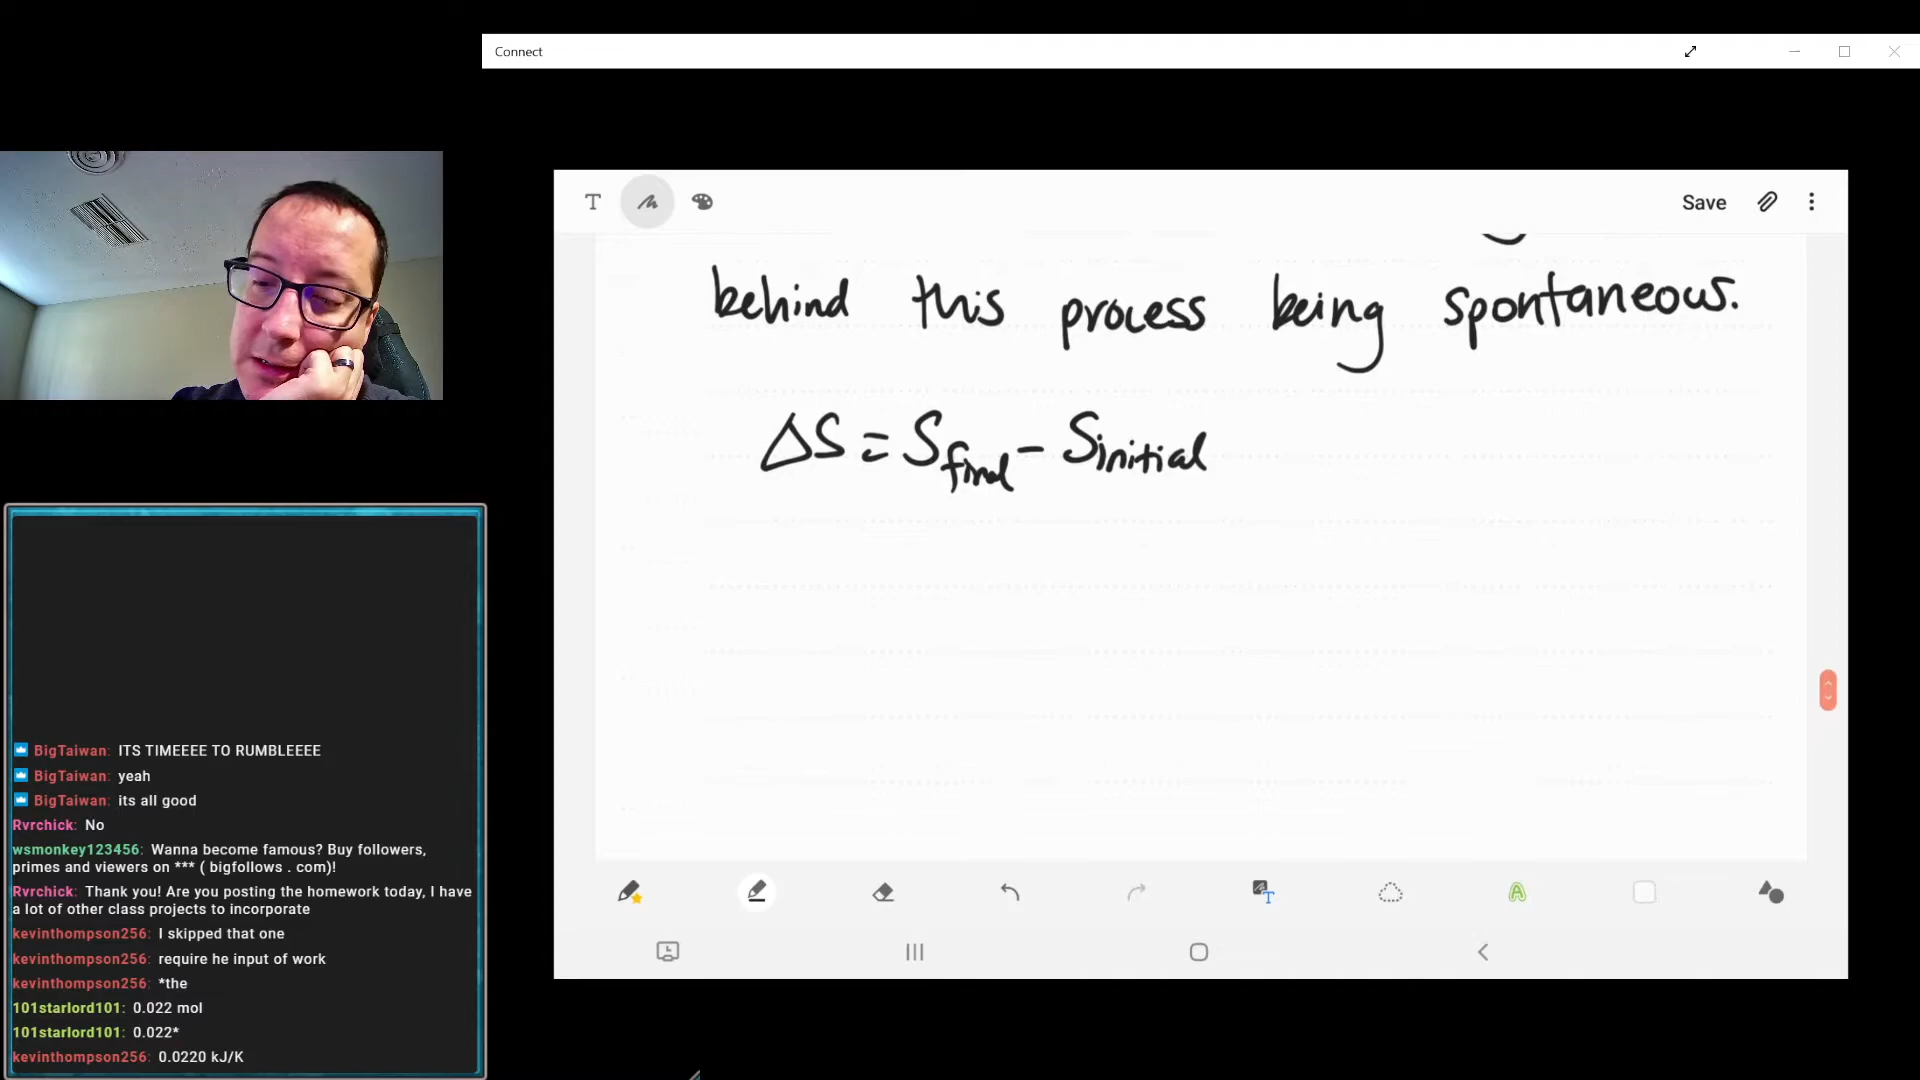 Connect
Save
behind this process being spontaneous.
ΔS = Sfinal - Sinitial
BigTaiwan: ITS TIMEEEE TO RUMBLEEEE
BigTaiwan: yeah
BigTaiwan: its all good
Rvrchick: No
wsmonkey123456: Wanna become famous? Buy followers,
primes and viewers on *** ( bigfollows . com)!
Rvrchick: Thank you! Are you posting the homework today, I have
a lot of other class projects to incorporate
kevinthompson256: I skipped that one
kevinthompson256: require he input of work
kevinthompson256: *the
101starlord101: 0.022 mol
101starlord101: 0.022*
kevinthompson256: 0.0220 kJ/K